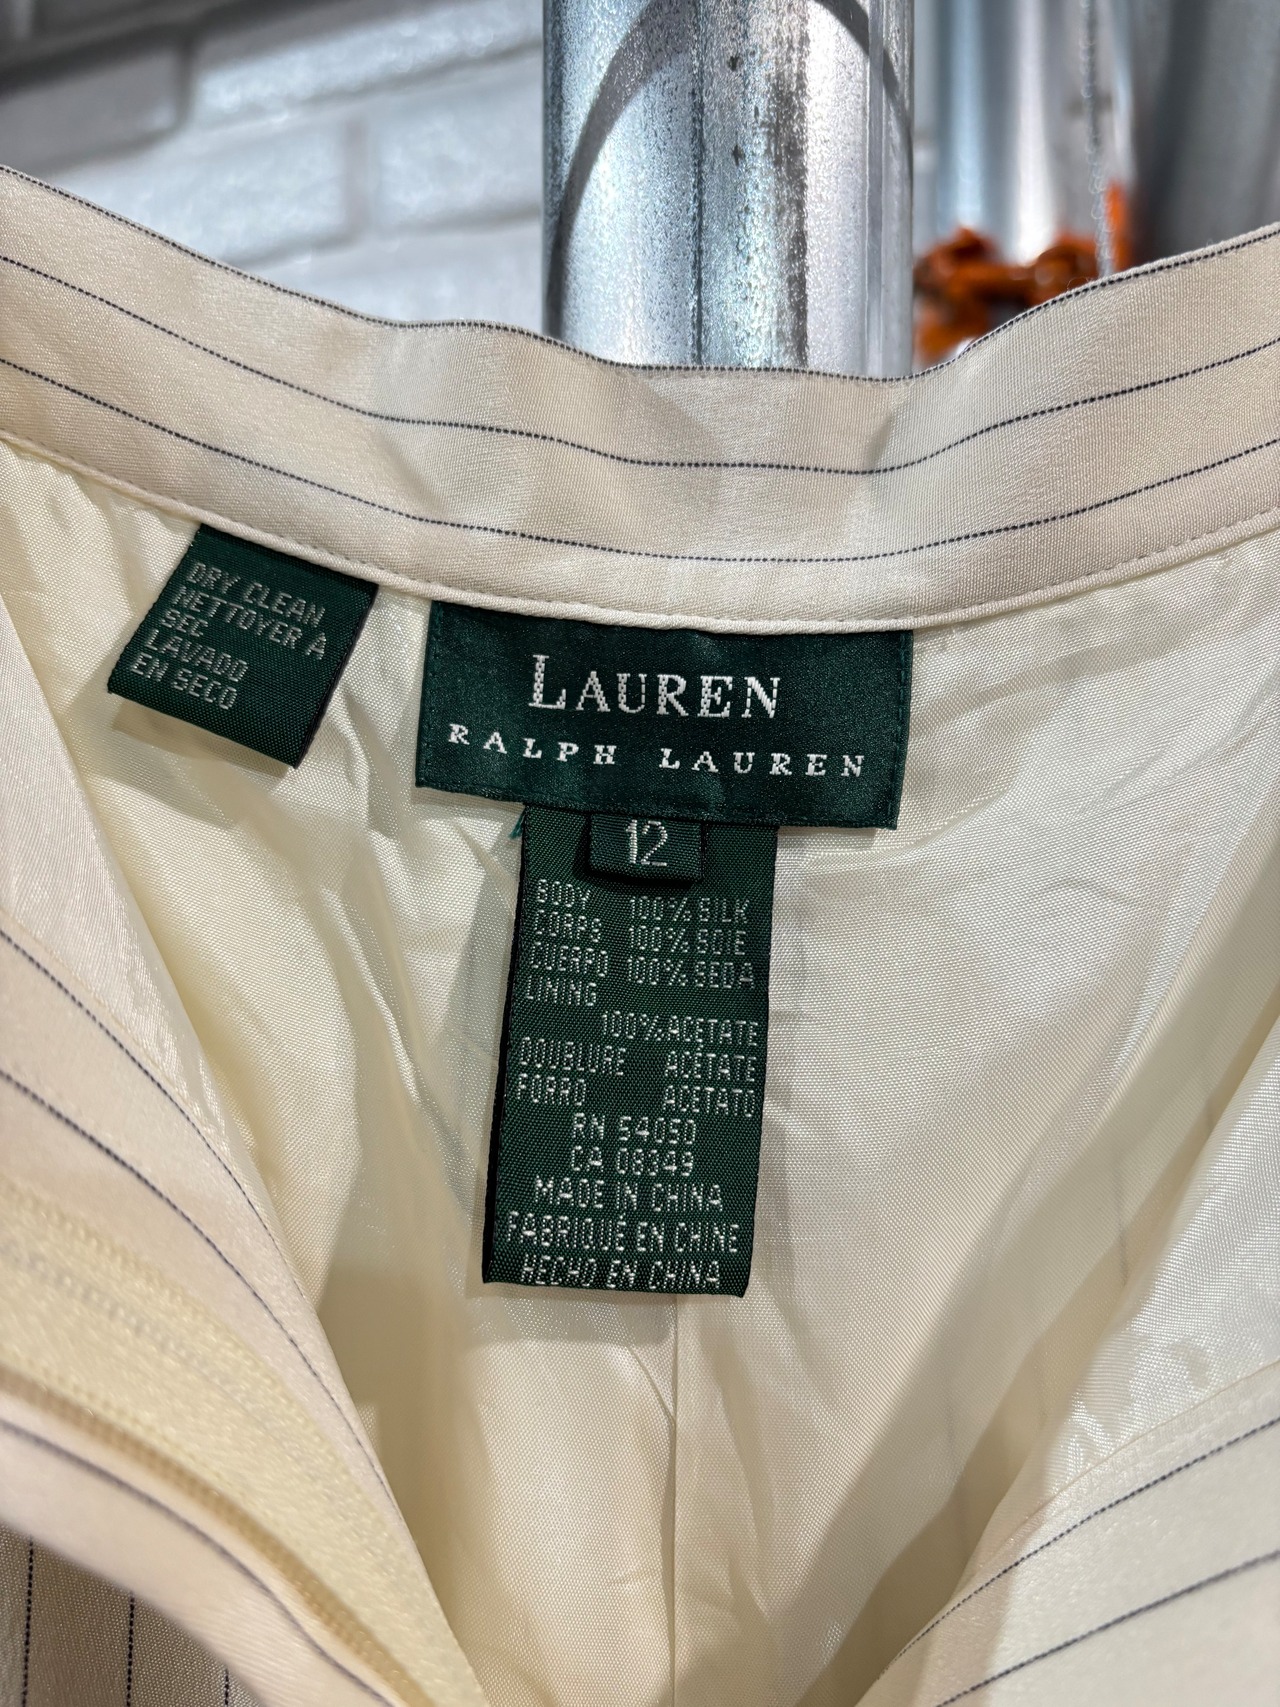 DRY CLEAN
NETTOYER À
SEC
LAVADO
EN SECO
LAUREN
RALPH LAUREN
12
BODY 100% SILK
CORPS 100% SOIE
CUERPO 100% SEDA
LINING
100% ACETATE
DOUBLURE ACÉTATE
FORRO ACETATO
RN 54050
CA 08349
MADE IN CHINA
FABRIQUÉ EN CHINE
HECHO EN CHINA